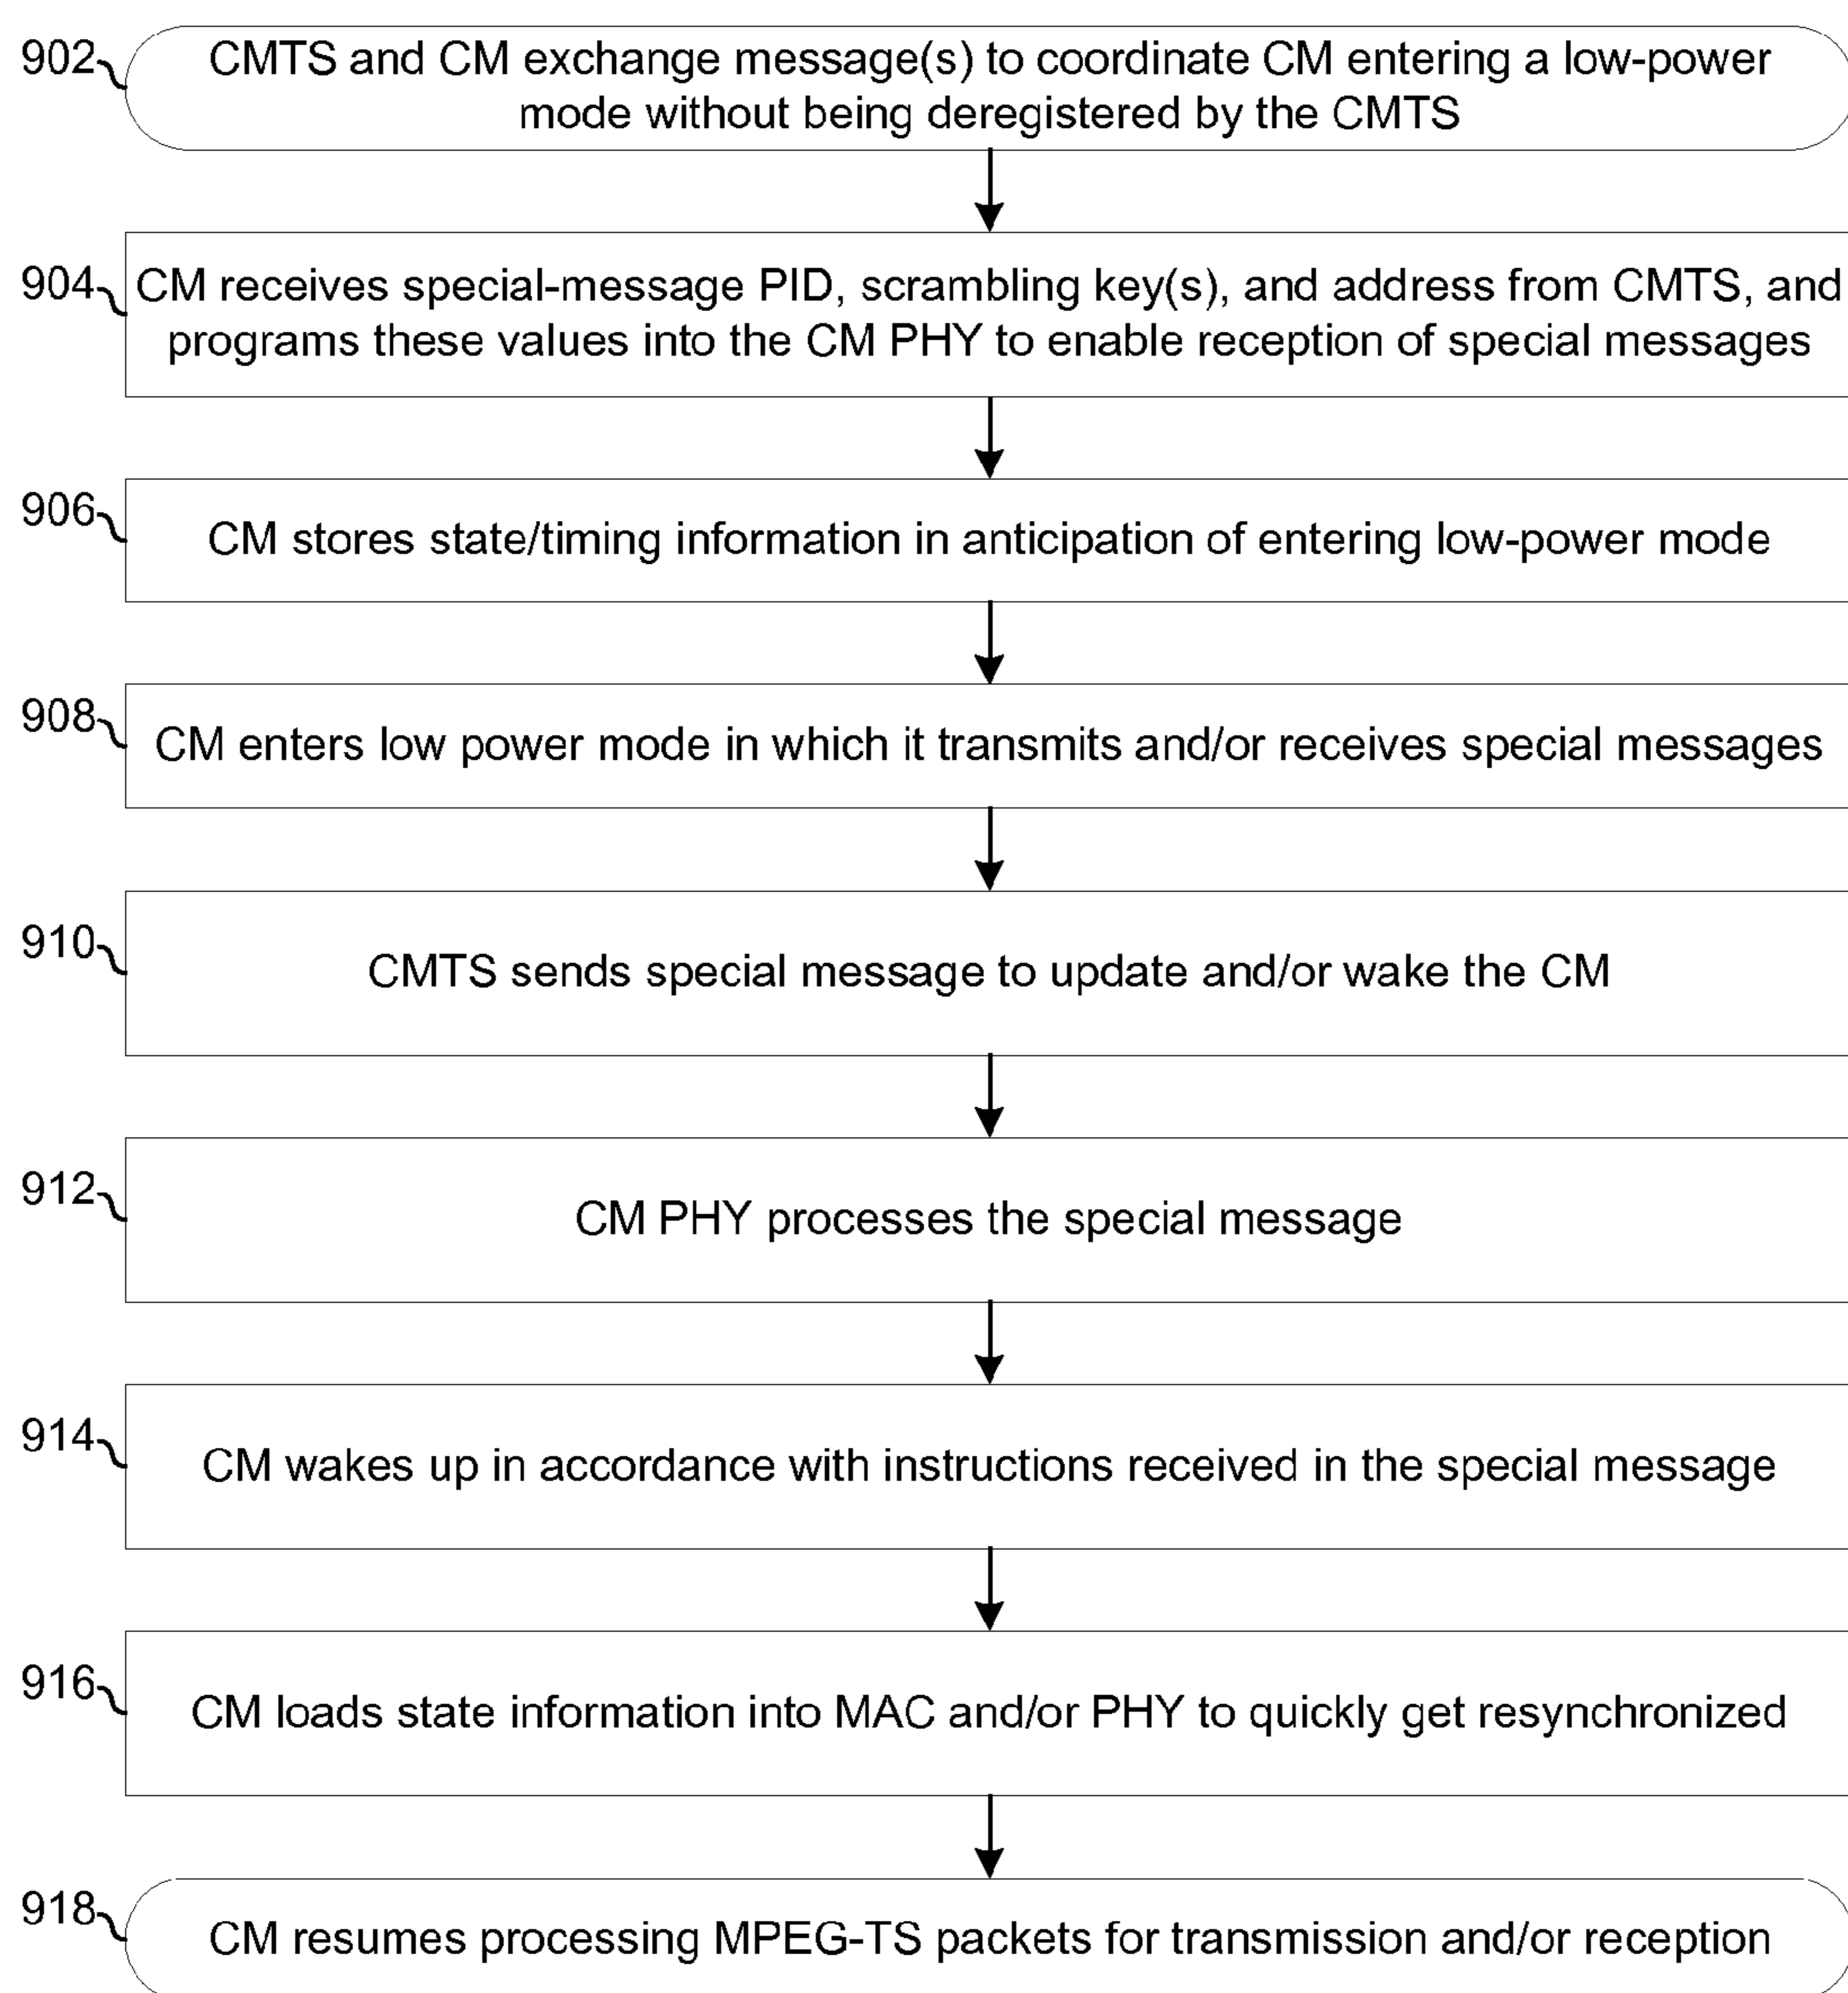 902
CMTS and CM exchange message(s) to coordinate CM entering a low-power
mode without being deregistered by the CMTS
904
CM receives special-message PID, scrambling key(s), and address from CMTS, and
programs these values into the CM PHY to enable reception of special messages
906
CM stores state/timing information in anticipation of entering low-power mode
908
CM enters low power mode in which it transmits and/or receives special messages
910
CMTS sends special message to update and/or wake the CM
912
CM PHY processes the special message
914
CM wakes up in accordance with instructions received in the special message
916
CM loads state information into MAC and/or PHY to quickly get resynchronized
918
CM resumes processing MPEG-TS packets for transmission and/or reception